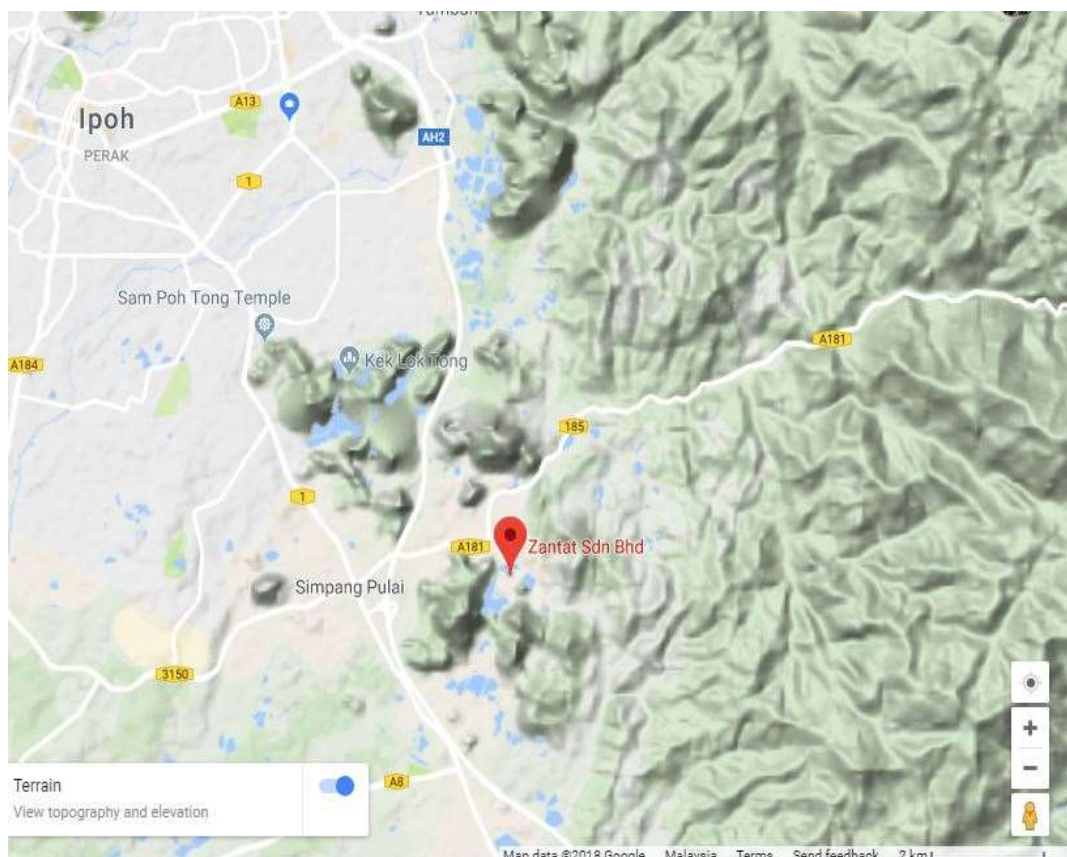 Tambun
A13
Ipoh
AH2
PERAK
1
Sam Poh Tong Temple
Kek Lok Tong
A181
A184
185
1
A181
Zantat Sdn Bhd
Simpang Pulai
3150
A8
Terrain
View topography and elevation
Map data ©2018 Google Malaysia Terms Send feedback 2 km